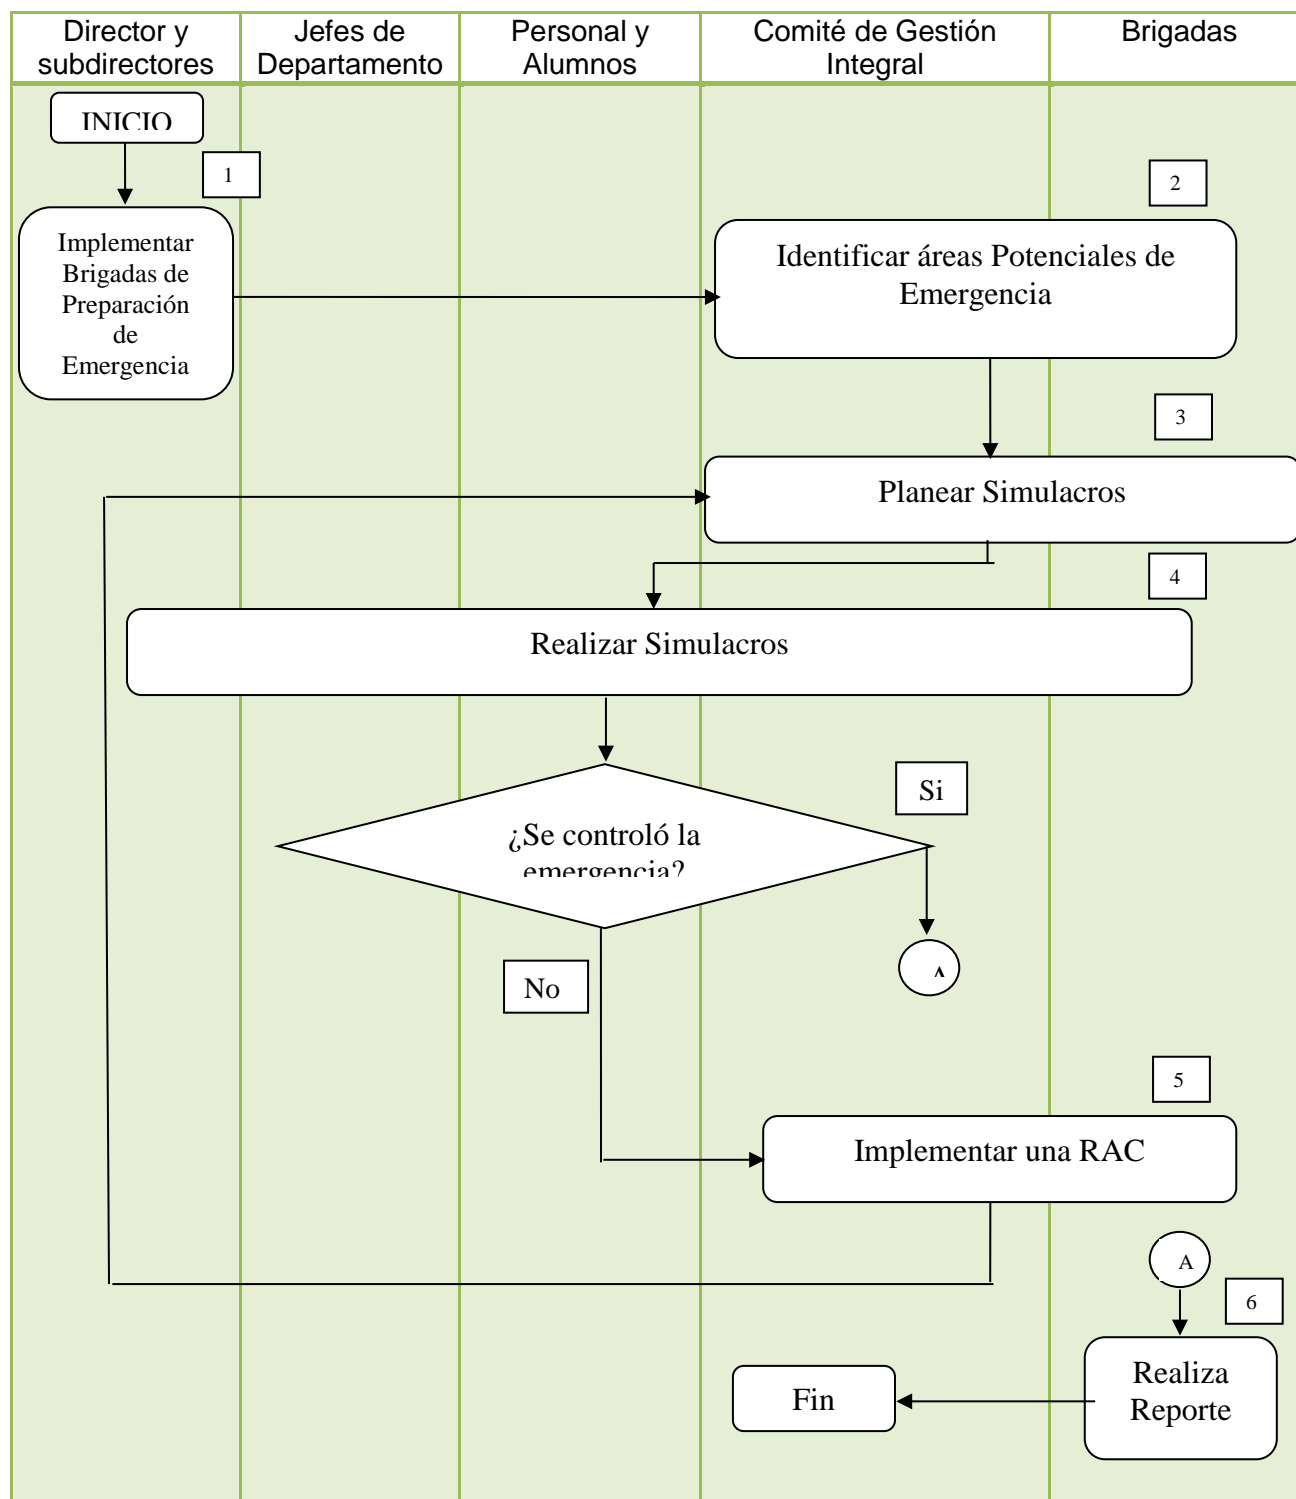 Director y
subdirectores
Jefes de
Departamento
Personal y
Alumnos
Comité de Gestión
Integral
Brigadas
INICIO
1
2
Implementar
Brigadas de
Preparación
de
Emergencia
Identificar áreas Potenciales de
Emergencia
3
Planear Simulacros
4
Realizar Simulacros
Si
¿Se controló la
emergencia?
A
No
5
Implementar una RAC
A
6
Realiza
Reporte
Fin